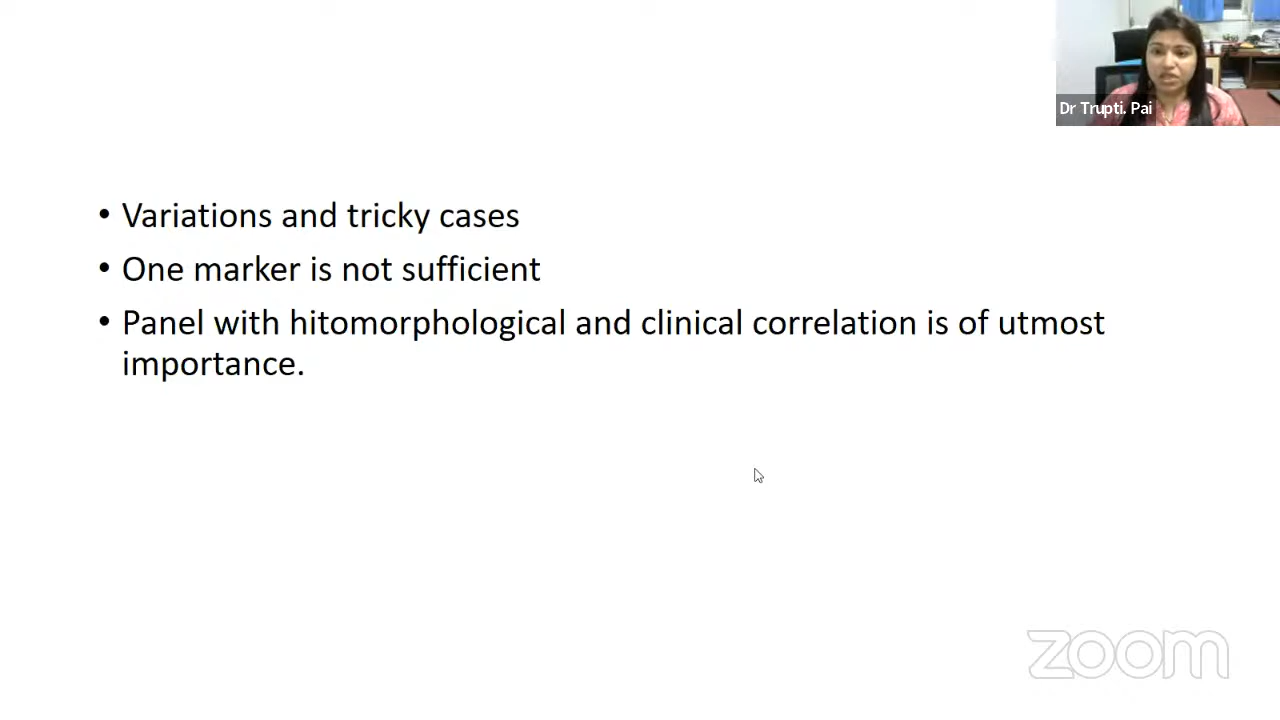 Dr Trupti. Pai
• Variations and tricky cases
• One marker is not sufficient
• Panel with hitomorphological and clinical correlation is of utmost
importance.
zoom